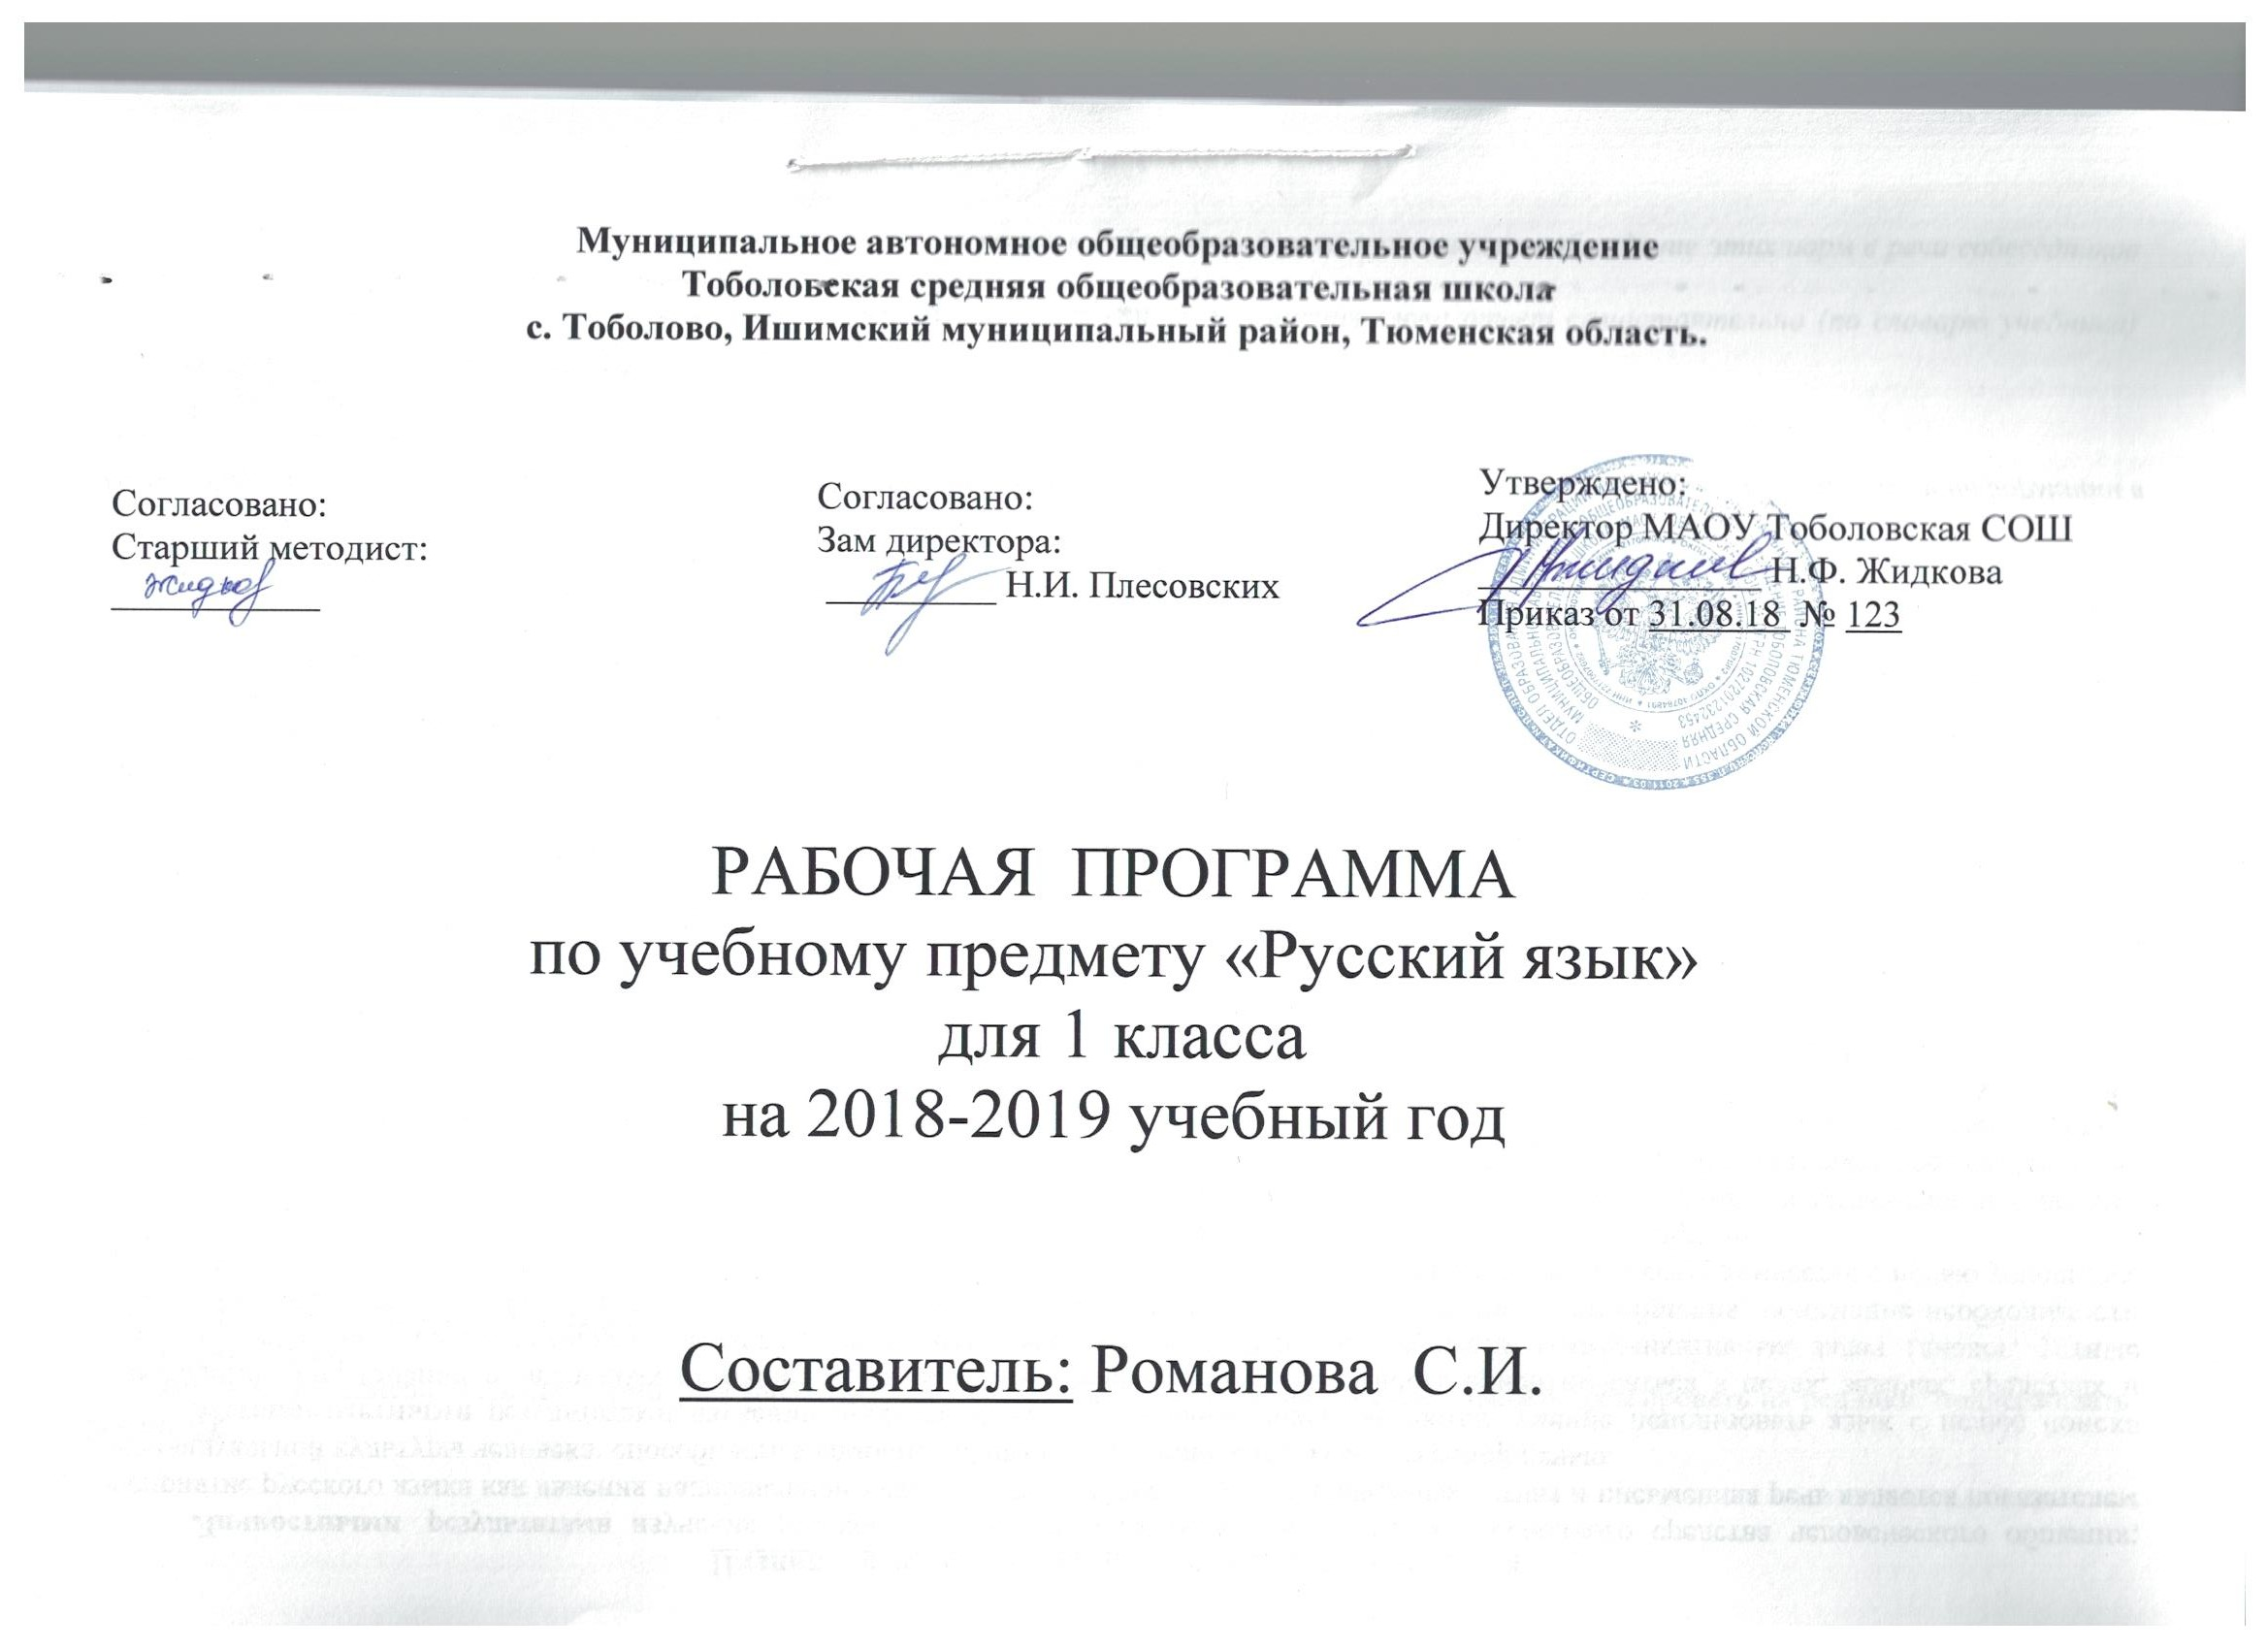 Муниципальное автономное общеобразовательное учреждение
Тоболовская средняя общеобразовательная школа
с. Тоболово, Ишимский муниципальный район, Тюменская область.
Согласовано:
Старший методист:
Согласовано:
Зам директора:
Н.И. Плесовских
Утверждено:
Директор МАОУ Тоболовская СОШ
Н.Ф. Жидкова
Приказ от 31.08.18 № 123
РАБОЧАЯ ПРОГРАММА
по учебному предмету «Русский язык»
для 1 класса
на 2018-2019 учебный год
Составитель: Романова С.И.